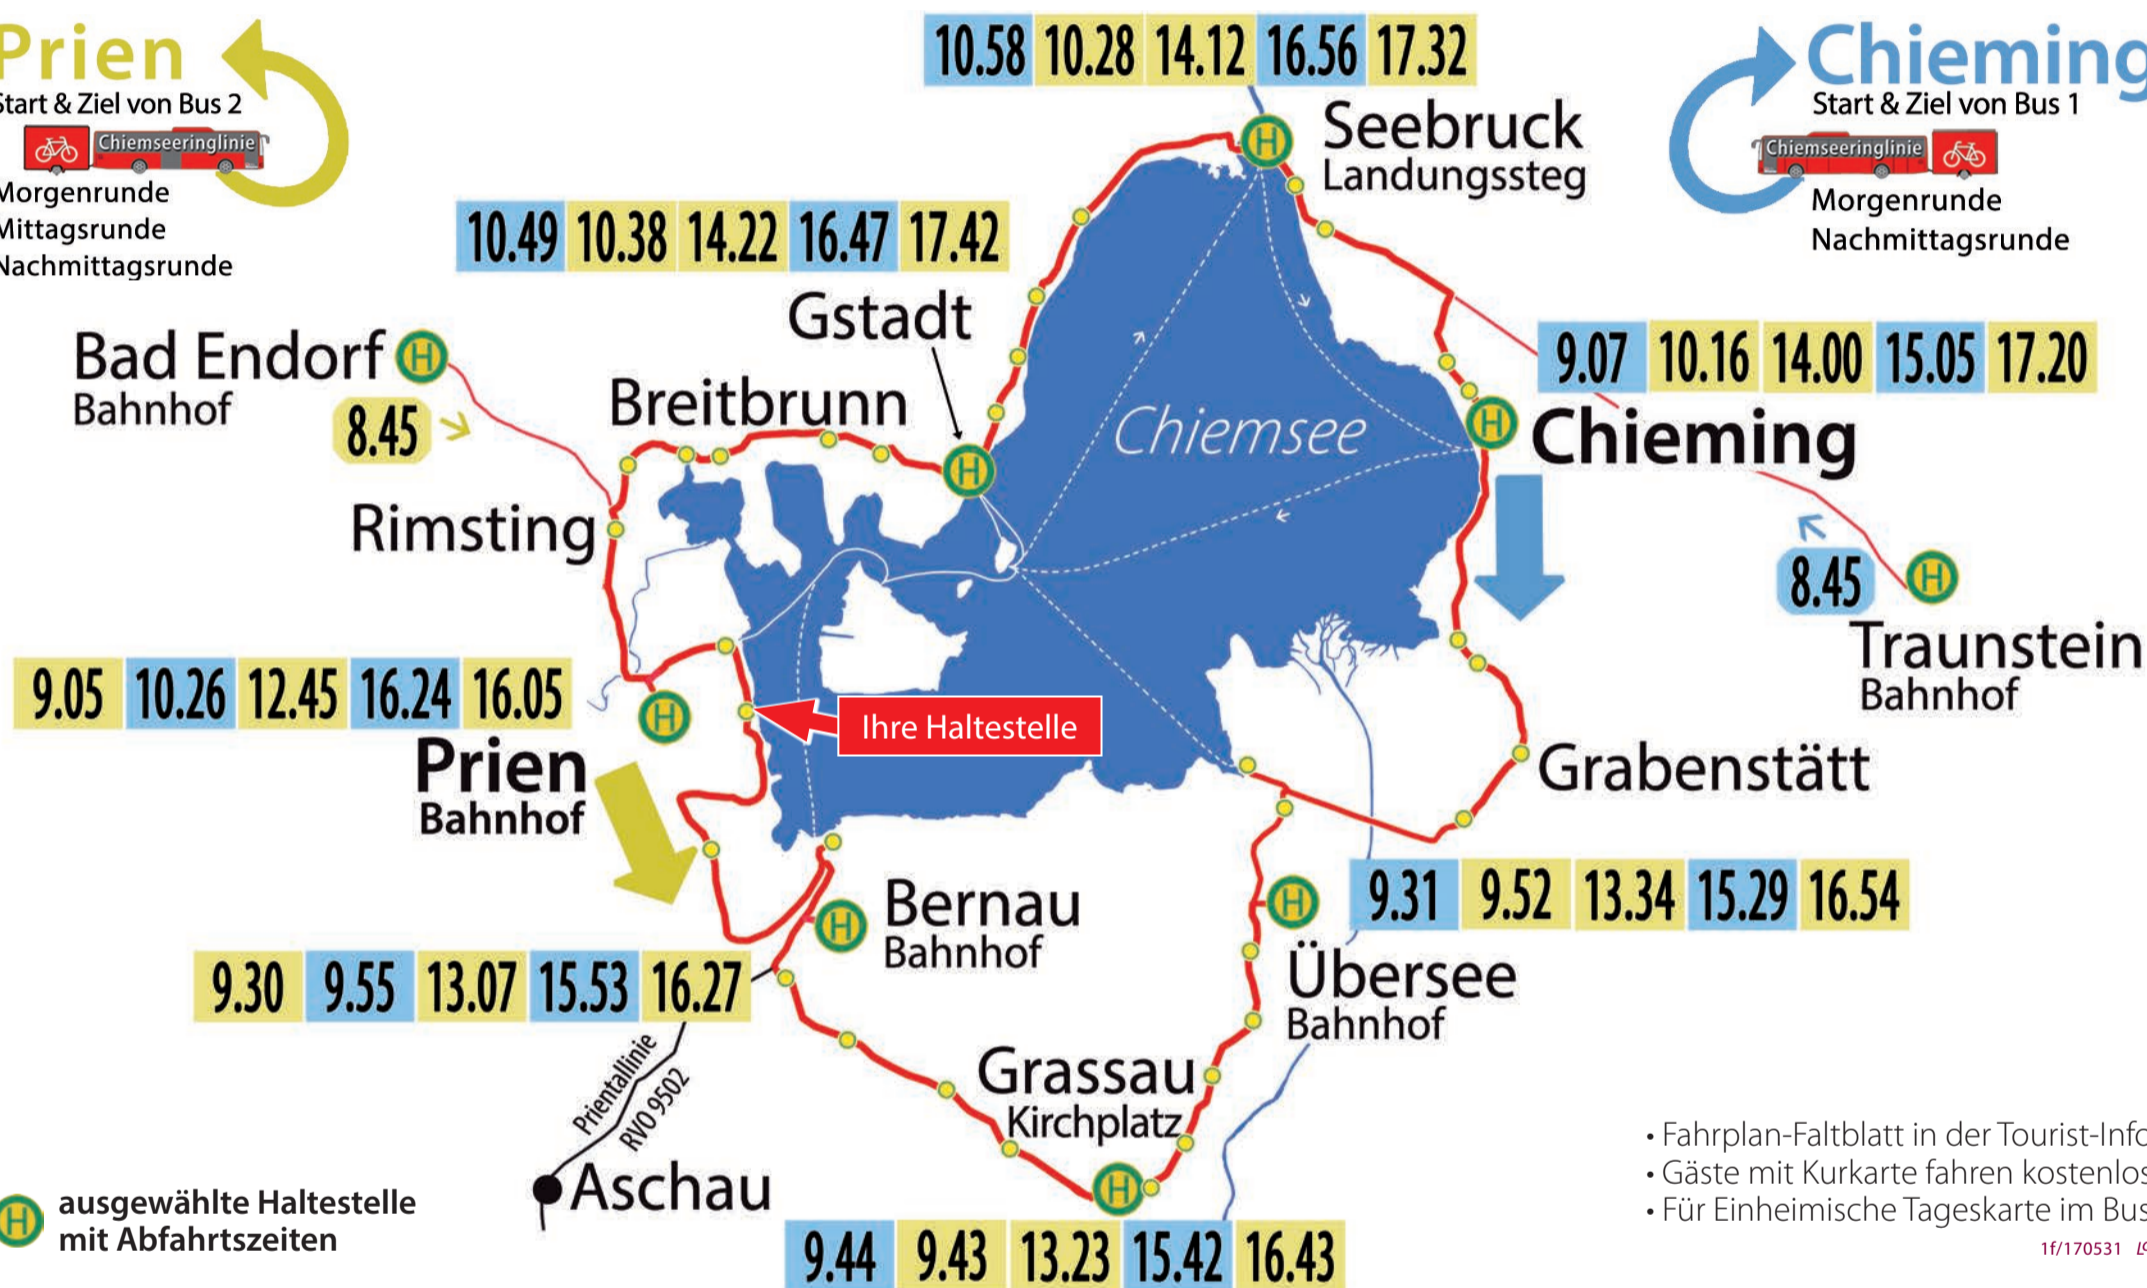 Prien
Start & Ziel von Bus 2
Chiemseeringlinie
Morgenrunde
Mittagsrunde
Nachmittagsrunde
10.58 10.28 14.12 16.56 17.32
Seebruck
Landungssteg
Chieming
Start & Ziel von Bus 1
Chiemseeringlinie
Morgenrunde
Nachmittagsrunde
10.49 10.38 14.22 16.47 17.42
Gstadt
Bad Endorf H
Bahnhof
8.45
Breitbrunn
Chiemsee
9.07 10.16 14.00 15.05 17.20
H Chieming
Rimsting
8.45 H
Traunstein
Bahnhof
9.05 10.26 12.45 16.24 16.05
H
Prien
Bahnhof
Ihre Haltestelle
Grabenstätt
H Bernau
Bahnhof
H 9.31 9.52 13.34 15.29 16.54
Übersee
Bahnhof
9.30 9.55 13.07 15.53 16.27
Prientallinie
RVO 9502
Aschau
Grassau
Kirchplatz
H
9.44 9.43 13.23 15.42 16.43
H ausgewählte Haltestelle
mit Abfahrtszeiten
• Fahrplan-Faltblatt in der Tourist-Info
• Gäste mit Kurkarte fahren kostenlos
• Für Einheimische Tageskarte im Bus
1f/170531